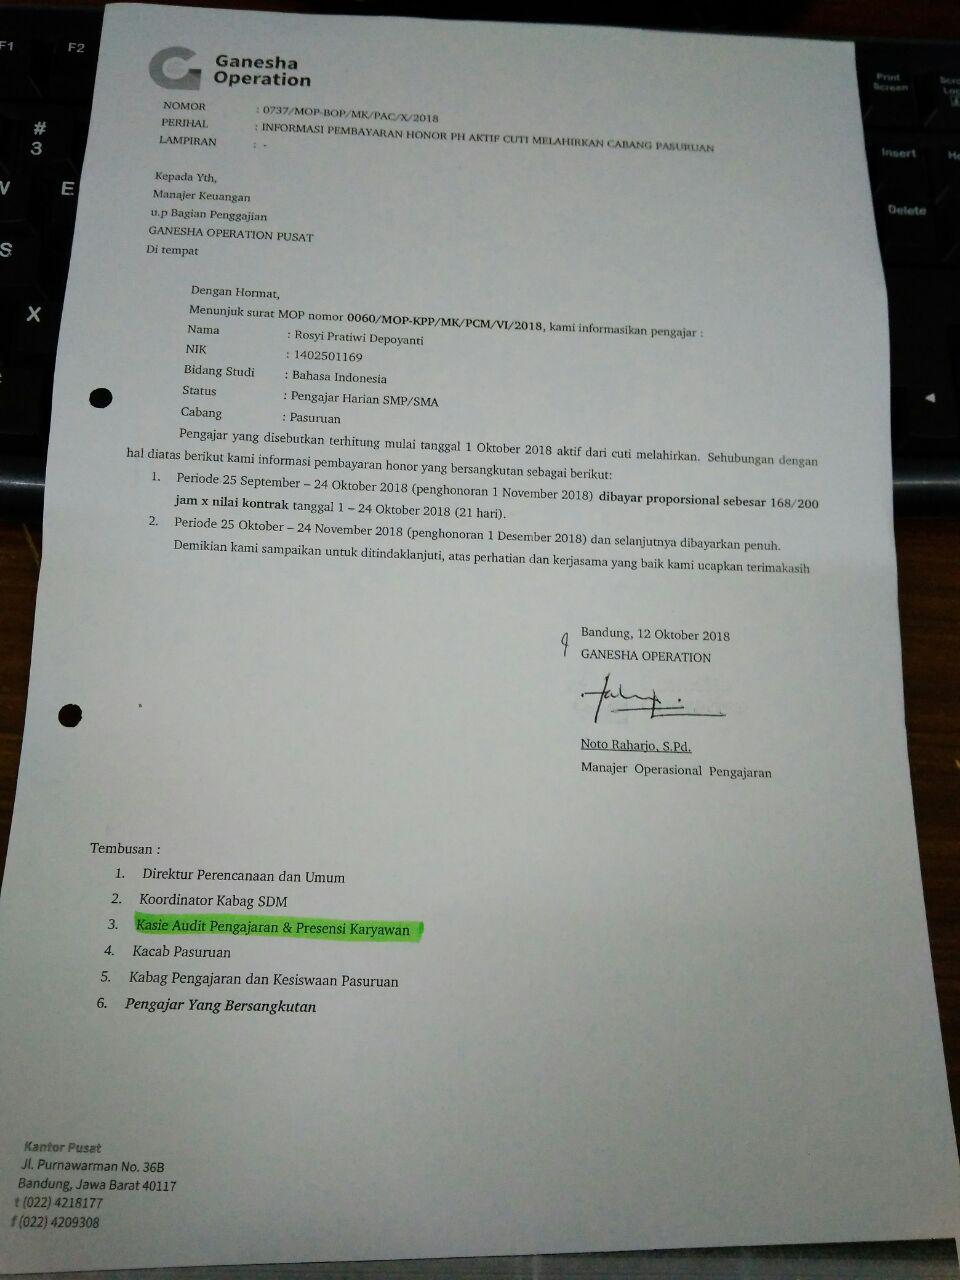 Ganesha
Operation
NOMOR : 0737/MOP-BOP/MK/PAC/X/2018
PERIHAL : INFORMASI PEMBAYARAN HONOR PH AKTIF CUTI MELAHIRKAN CABANG PASURUAN
LAMPIRAN : -
Kepada Yth,
Manajer Keuangan
u.p Bagian Penggajian
GANESHA OPERATION PUSAT
Di tempat
Dengan Hormat,
Menunjuk surat MOP nomor 0060/MOP-KPP/MK/PCM/VI/2018, kami informasikan pengajar :
Nama : Rosyi Pratiwi Depoyanti
NIK : 1402501169
Bidang Studi : Bahasa Indonesia
Status : Pengajar Harian SMP/SMA
Cabang : Pasuruan
Pengajar yang disebutkan terhitung mulai tanggal 1 Oktober 2018 aktif dari cuti melahirkan. Sehubungan dengan
hal diatas berikut kami informasi pembayaran honor yang bersangkutan sebagai berikut:
1. Periode 25 September – 24 Oktober 2018 (penghonoran 1 November 2018) dibayar proporsional sebesar 168/200
jam x nilai kontrak tanggal 1 – 24 Oktober 2018 (21 hari).
2. Periode 25 Oktober – 24 November 2018 (penghonoran 1 Desember 2018) dan selanjutnya dibayarkan penuh.
Demikian kami sampaikan untuk ditindaklanjuti, atas perhatian dan kerjasama yang baik kami ucapkan terimakasih
Bandung, 12 Oktober 2018
GANESHA OPERATION
Noto Raharjo, S.Pd.
Manajer Operasional Pengajaran
Tembusan :
1. Direktur Perencanaan dan Umum
2. Koordinator Kabag SDM
3. Kasie Audit Pengajaran & Presensi Karyawan
4. Kacab Pasuruan
5. Kabag Pengajaran dan Kesiswaan Pasuruan
6. Pengajar Yang Bersangkutan
Kantor Pusat
Jl. Purnawarman No. 36B
Bandung, Jawa Barat 40117
t (022) 4218177
f (022) 4209308
F1
F2
#
3
E
S
X
Print
Screen
Insert
Delete